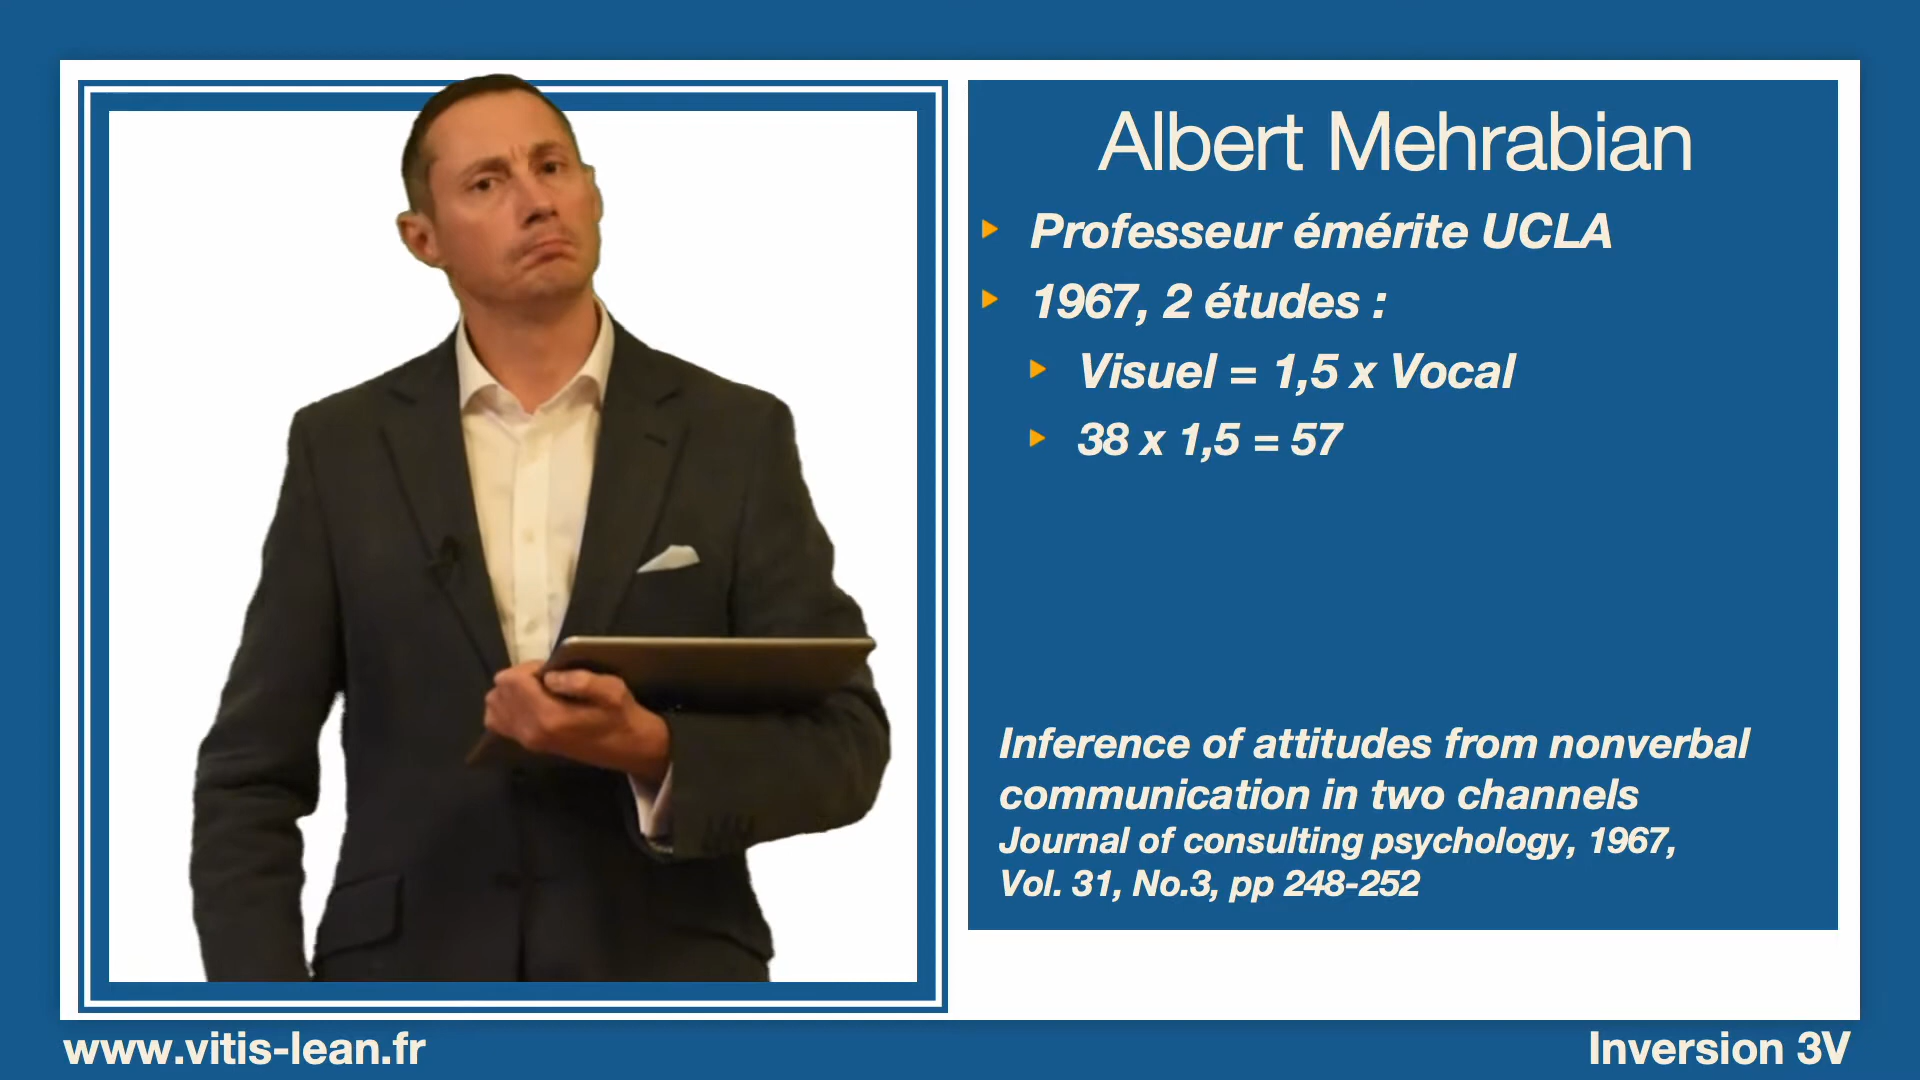 Albert Mehrabian
Professeur émérite UCLA
1967, 2 études :
Visuel = 1,5 x Vocal
38 x 1,5 = 57
Inference of attitudes from nonverbal
communication in two channels
Journal of consulting psychology, 1967,
Vol. 31, No.3, pp 248-252
www.vitis-lean.fr
Inversion 3V